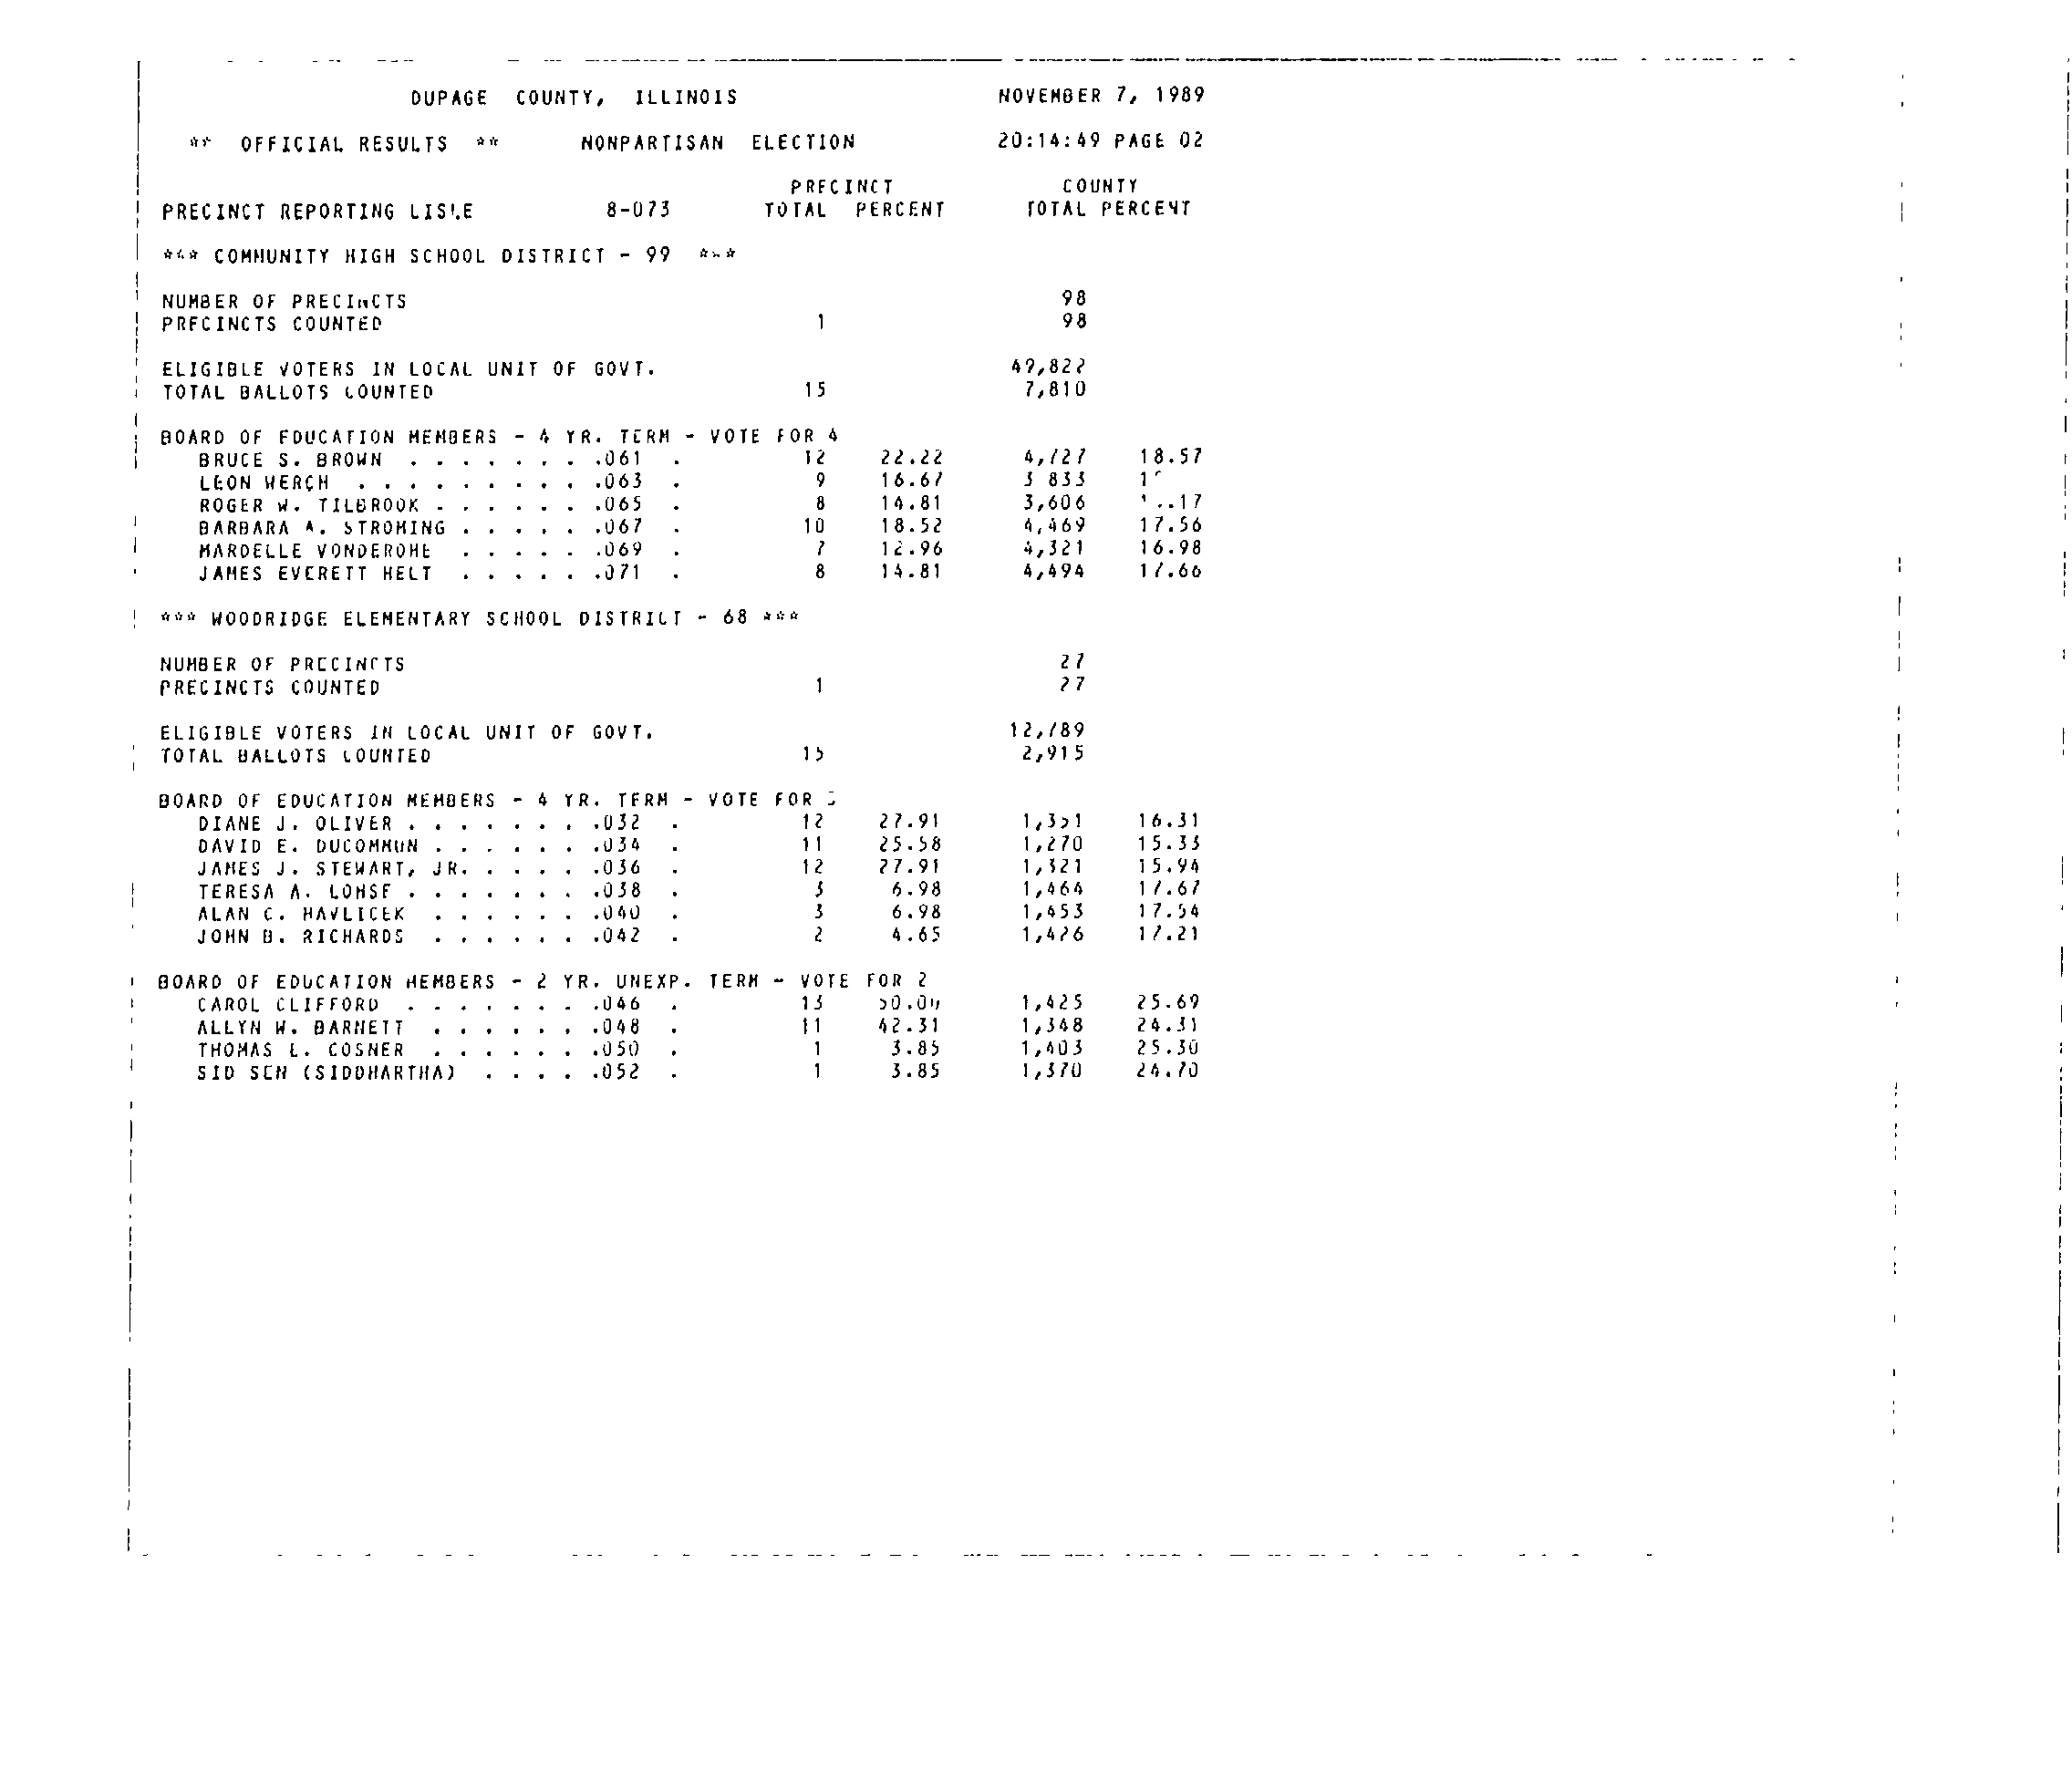 DUPAGE COUNTY, ILLINOIS NOVEMBER 7, 1989
** OFFICIAL RESULTS ** NONPARTISAN ELECTION 20:14:49 PAGE 02
PRECINCT COUNTY
PRECINCT REPORTING LISLE 8-073 TOTAL PERCENT TOTAL PERCENT
*** COMMUNITY HIGH SCHOOL DISTRICT - 99 ***
NUMBER OF PRECINCTS 98
PRECINCTS COUNTED 1 98
ELIGIBLE VOTERS IN LOCAL UNIT OF GOVT. 49,822
TOTAL BALLOTS COUNTED 15 7,810
BOARD OF EDUCATION MEMBERS - 4 YR. TERM - VOTE FOR 4
BRUCE S. BROWN . . . . . . . .061 . 12 22.22 4,727 18.57
LEON WERCH . . . . . . . . . .063 . 9 16.67 3 833
ROGER W. TILBROOK . . . . . . .065 . 8 14.81 3,606
BARBARA A. STROMING . . . . . .067 . 10 18.52 4,469 17.56
MARDELLE VONDEROHE . . . . . .069 . 7 12.96 4,321 16.98
JAMES EVERETT HELT . . . . . .071 . 8 14.81 4,494 17.66
*** WOODRIDGE ELEMENTARY SCHOOL DISTRICT - 68 ***
NUMBER OF PRECINCTS 27
PRECINCTS COUNTED 1 27
ELIGIBLE VOTERS IN LOCAL UNIT OF GOVT. 12,789
TOTAL BALLOTS COUNTED 15 2,915
BOARD OF EDUCATION MEMBERS - 4 YR. TERM - VOTE FOR
DIANE J. OLIVER . . . . . . . .032 . 12 27.91 1,351 16.31
DAVID E. DUCOMMUN . . . . . . .034 . 11 25.58 1,270 15.33
JAMES J. STEWART, JR. . . . . .036 . 12 27.91 1,321 15.94
TERESA A. LOHSE . . . . . . . .038 . 3 6.98 1,464 17.67
ALAN C. HAVLICEK . . . . . . .040 . 3 6.98 1,453 17.54
JOHN B. RICHARDS . . . . . . .042 . 2 4.65 1,426 17.21
BOARD OF EDUCATION MEMBERS - 2 YR. UNEXP. TERM - VOTE FOR 2
CAROL CLIFFORD . . . . . . . .046 . 13 50.00 1,425 25.69
ALLYN W. BARNETT . . . . . . .048 . 11 42.31 1,348 24.31
THOMAS L. COSNER . . . . . . .050 . 1 3.85 1,403 25.30
SID SEN (SIDDHARTHA) . . . . .052 . 1 3.85 1,370 24.70